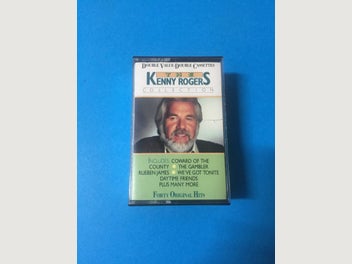 DOUBLE VALUE DOUBLE CASSETTES
THE
KENNY ROGERS
COLLECTION
INCLUDES: COWARD OF THE
COUNTY THE GAMBLER
RUEBEN JAMES WE'VE GOT TONITE
DAYTIME FRIENDS
PLUS MANY MORE
FORTY ORIGINAL HITS